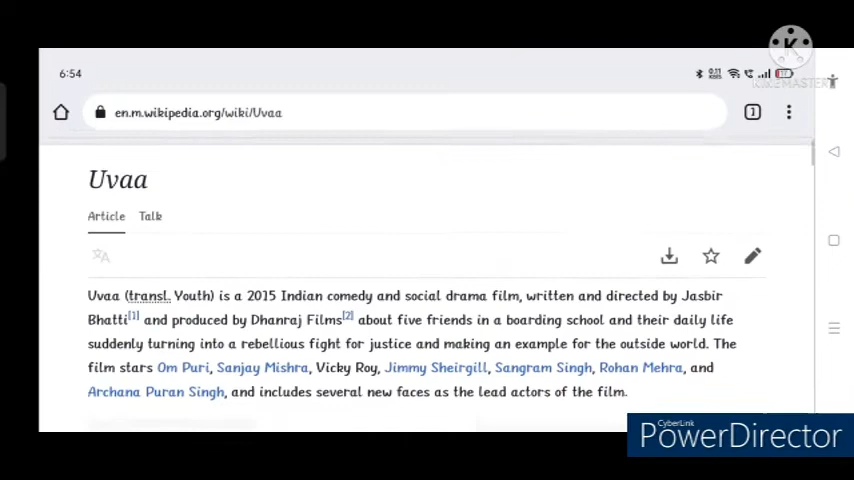 6:54
KINEMASTER
en.m.wikipedia.org/wiki/Uvaa
Uvaa
Article Talk
Uvaa (transl. Youth) is a 2015 Indian comedy and social drama film, written and directed by Jasbir
Bhatti[1] and produced by Dhanraj Films[2] about five friends in a boarding school and their daily life
suddenly turning into a rebellious fight for justice and making an example for the outside world. The
film stars Om Puri, Sanjay Mishra, Vicky Roy, Jimmy Sheirgill, Sangram Singh, Rohan Mehra, and
Archana Puran Singh, and includes several new faces as the lead actors of the film.
CyberLink
PowerDirector